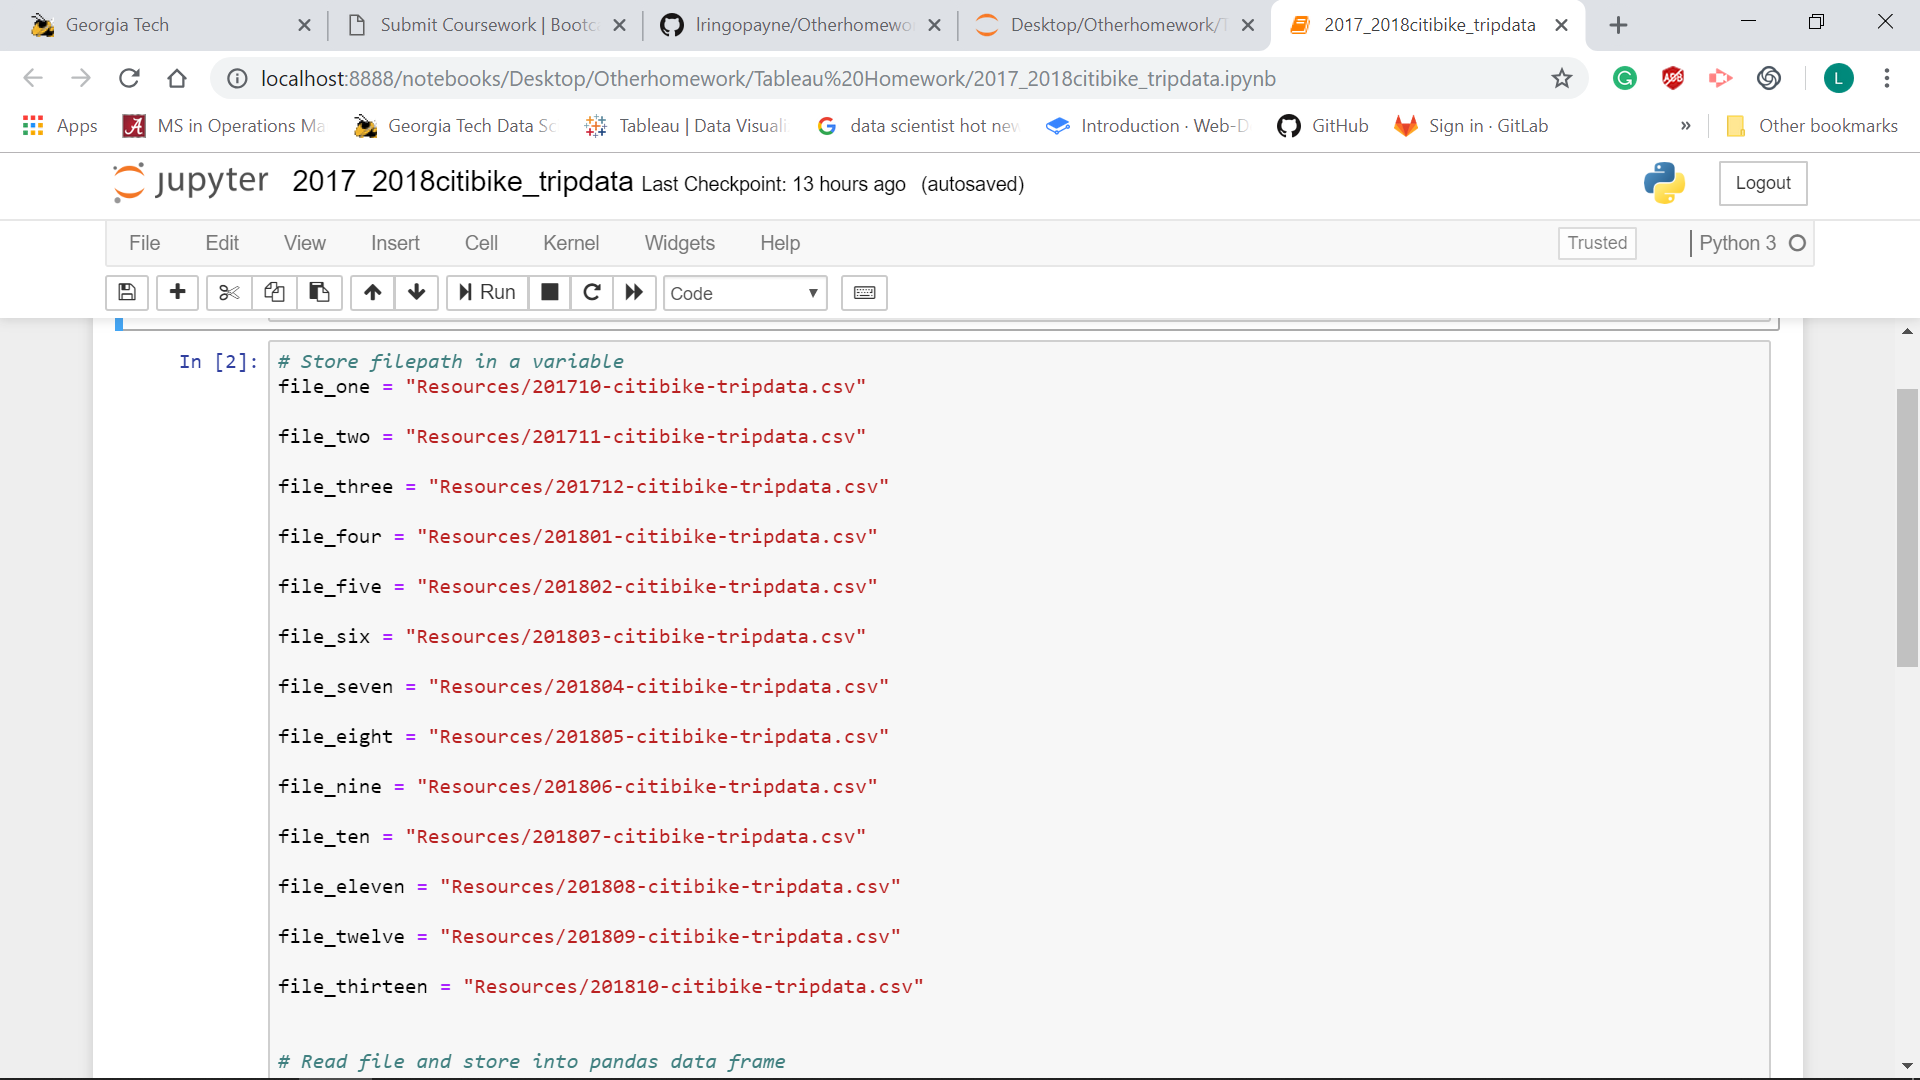 Georgia Tech
Submit Coursework | Bootc
lringopayne/Otherhomewo
Desktop/Otherhomework/T
2017_2018citibike_tripdata
localhost:8888/notebooks/Desktop/Otherhomework/Tableau%20Homework/2017_2018citibike_tripdata.ipynb
G
ABP
L
Apps
A
MS in Operations Ma
Georgia Tech Data Sc
Tableau | Data Visuali
G
data scientist hot new
Introduction · Web-D
GitHub
Sign in · GitLab
»
Other bookmarks
jupyter 2017_2018citibike_tripdata Last Checkpoint: 13 hours ago (autosaved)
Logout
File Edit View Insert Cell Kernel Widgets Help
Trusted
Python 3
Run
Code
In [2]:
# Store filepath in a variable
file_one = "Resources/201710-citibike-tripdata.csv"
file_two = "Resources/201711-citibike-tripdata.csv"
file_three = "Resources/201712-citibike-tripdata.csv"
file_four = "Resources/201801-citibike-tripdata.csv"
file_five = "Resources/201802-citibike-tripdata.csv"
file_six = "Resources/201803-citibike-tripdata.csv"
file_seven = "Resources/201804-citibike-tripdata.csv"
file_eight = "Resources/201805-citibike-tripdata.csv"
file_nine = "Resources/201806-citibike-tripdata.csv"
file_ten = "Resources/201807-citibike-tripdata.csv"
file_eleven = "Resources/201808-citibike-tripdata.csv"
file_twelve = "Resources/201809-citibike-tripdata.csv"
file_thirteen = "Resources/201810-citibike-tripdata.csv"
# Read file and store into pandas data frame